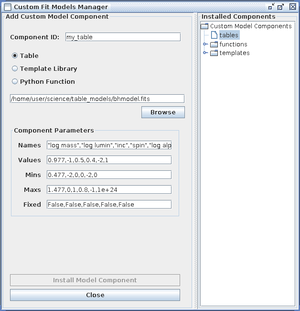 Custom Fit Models Manager
Add Custom Model Component
Component ID: my_table
Table
Template Library
Python Function
/home/user/science/table_models/bhmodel.fits
Browse
Component Parameters
Names "log mass","log lumin","inc","spin","log alp
Values 0.977,-1,0.5,0.4,-2,1
Mins 0.477,-2,0,0,-2,0
Maxs 1.477,0,1,0.8,-1,1e+24
Fixed False,False,False,False,False
Install Model Component
Close
Installed Components
Custom Model Components
tables
functions
templates